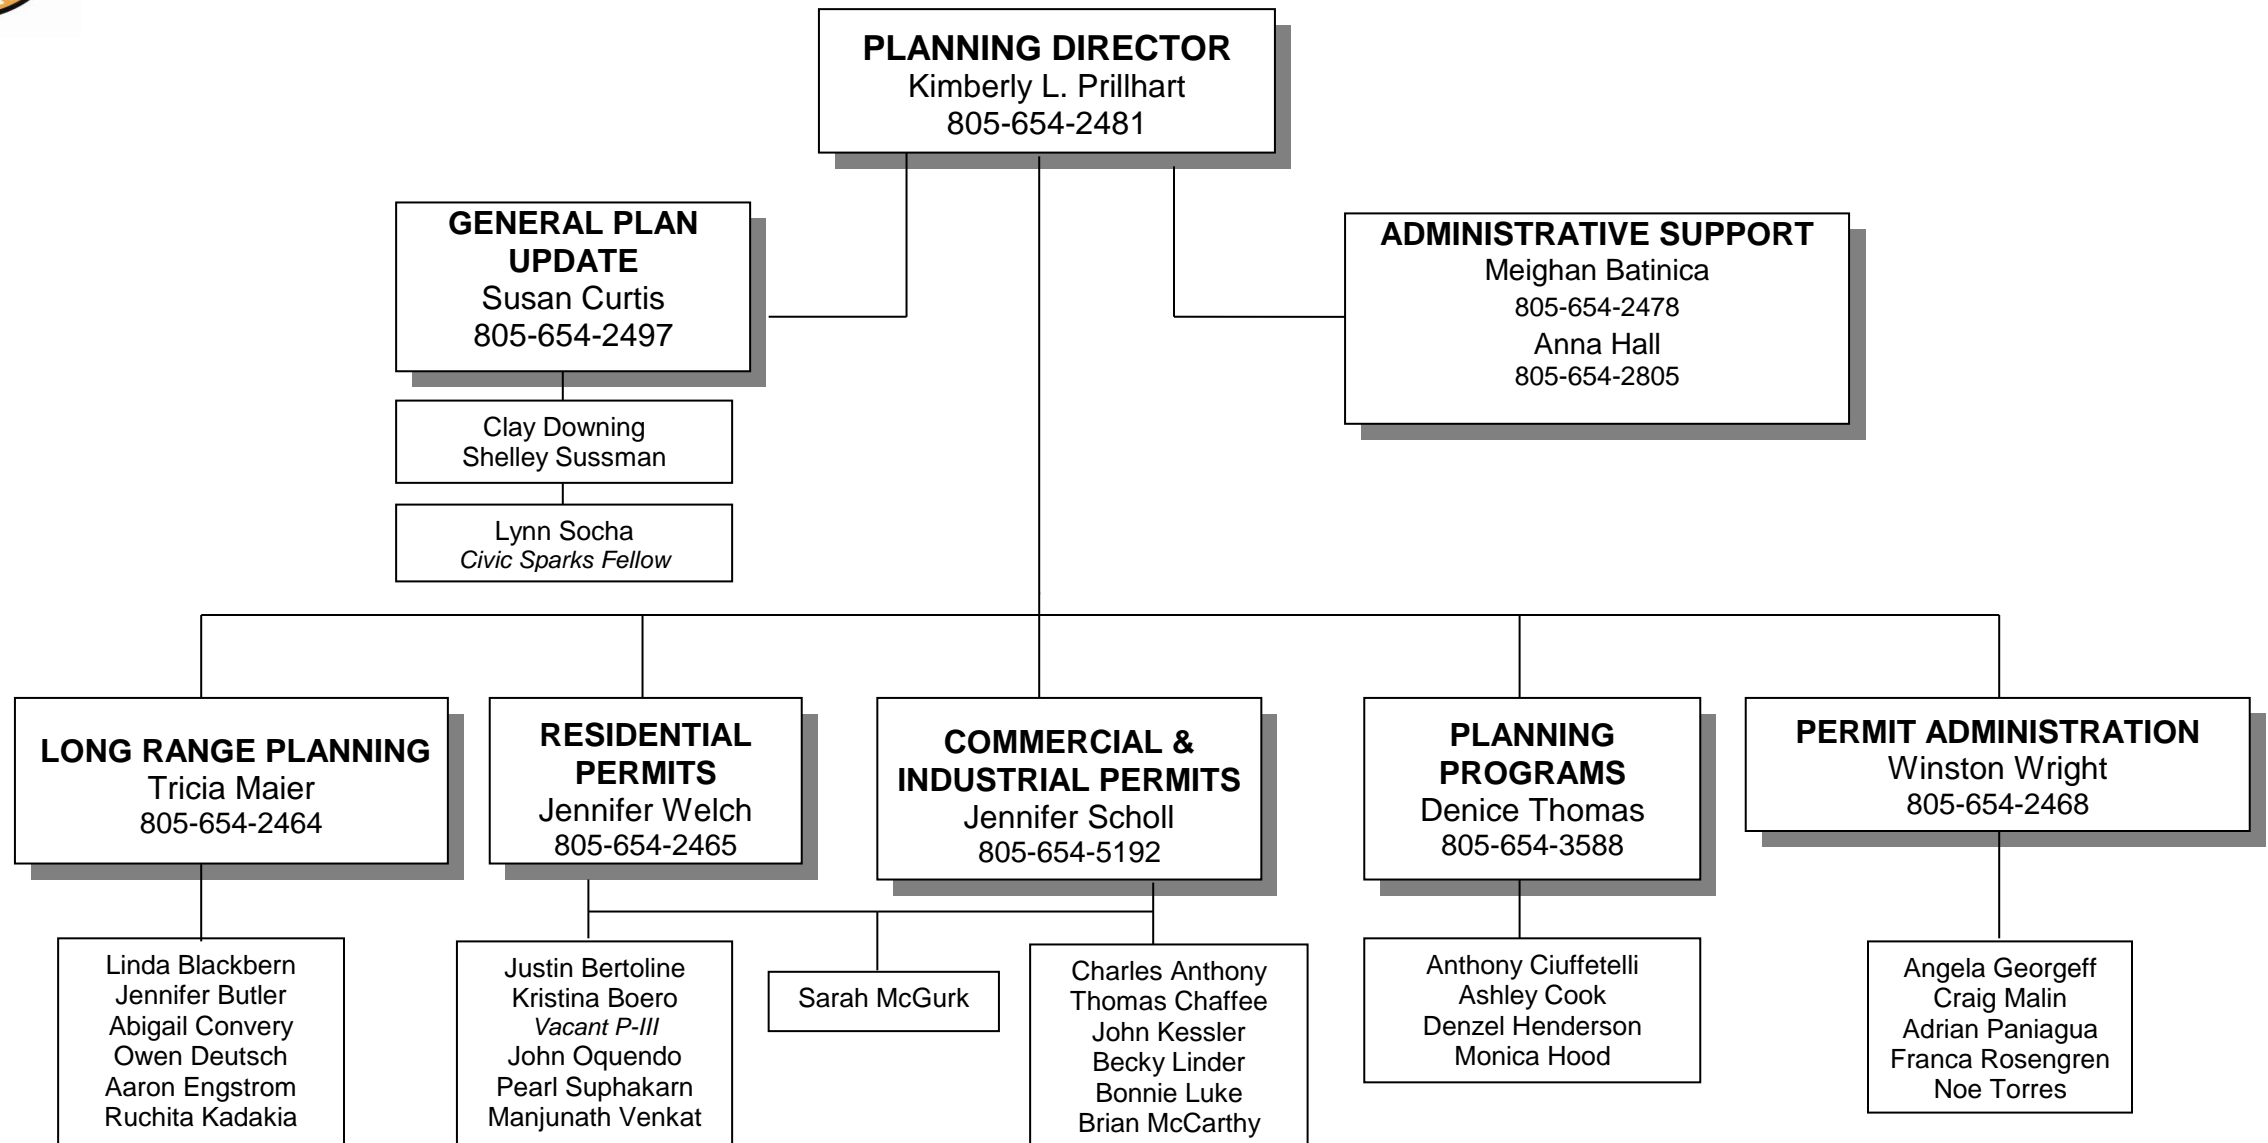 PLANNING DIRECTOR
Kimberly L. Prillhart
805-654-2481
GENERAL PLAN
UPDATE
Susan Curtis
805-654-2497
ADMINISTRATIVE SUPPORT
Meighan Batinica
805-654-2478
Anna Hall
805-654-2805
Clay Downing
Shelley Sussman
Lynn Socha
Civic Sparks Fellow
LONG RANGE PLANNING
Tricia Maier
805-654-2464
RESIDENTIAL
PERMITS
Jennifer Welch
805-654-2465
COMMERCIAL &
INDUSTRIAL PERMITS
Jennifer Scholl
805-654-5192
PLANNING
PROGRAMS
Denice Thomas
805-654-3588
PERMIT ADMINISTRATION
Winston Wright
805-654-2468
Linda Blackbern
Jennifer Butler
Abigail Convery
Owen Deutsch
Aaron Engstrom
Ruchita Kadakia
Justin Bertoline
Kristina Boero
Vacant P-III
John Oquendo
Pearl Suphakarn
Manjunath Venkat
Sarah McGurk
Charles Anthony
Thomas Chaffee
John Kessler
Becky Linder
Bonnie Luke
Brian McCarthy
Anthony Ciuffetelli
Ashley Cook
Denzel Henderson
Monica Hood
Angela Georgeff
Craig Malin
Adrian Paniagua
Franca Rosengren
Noe Torres